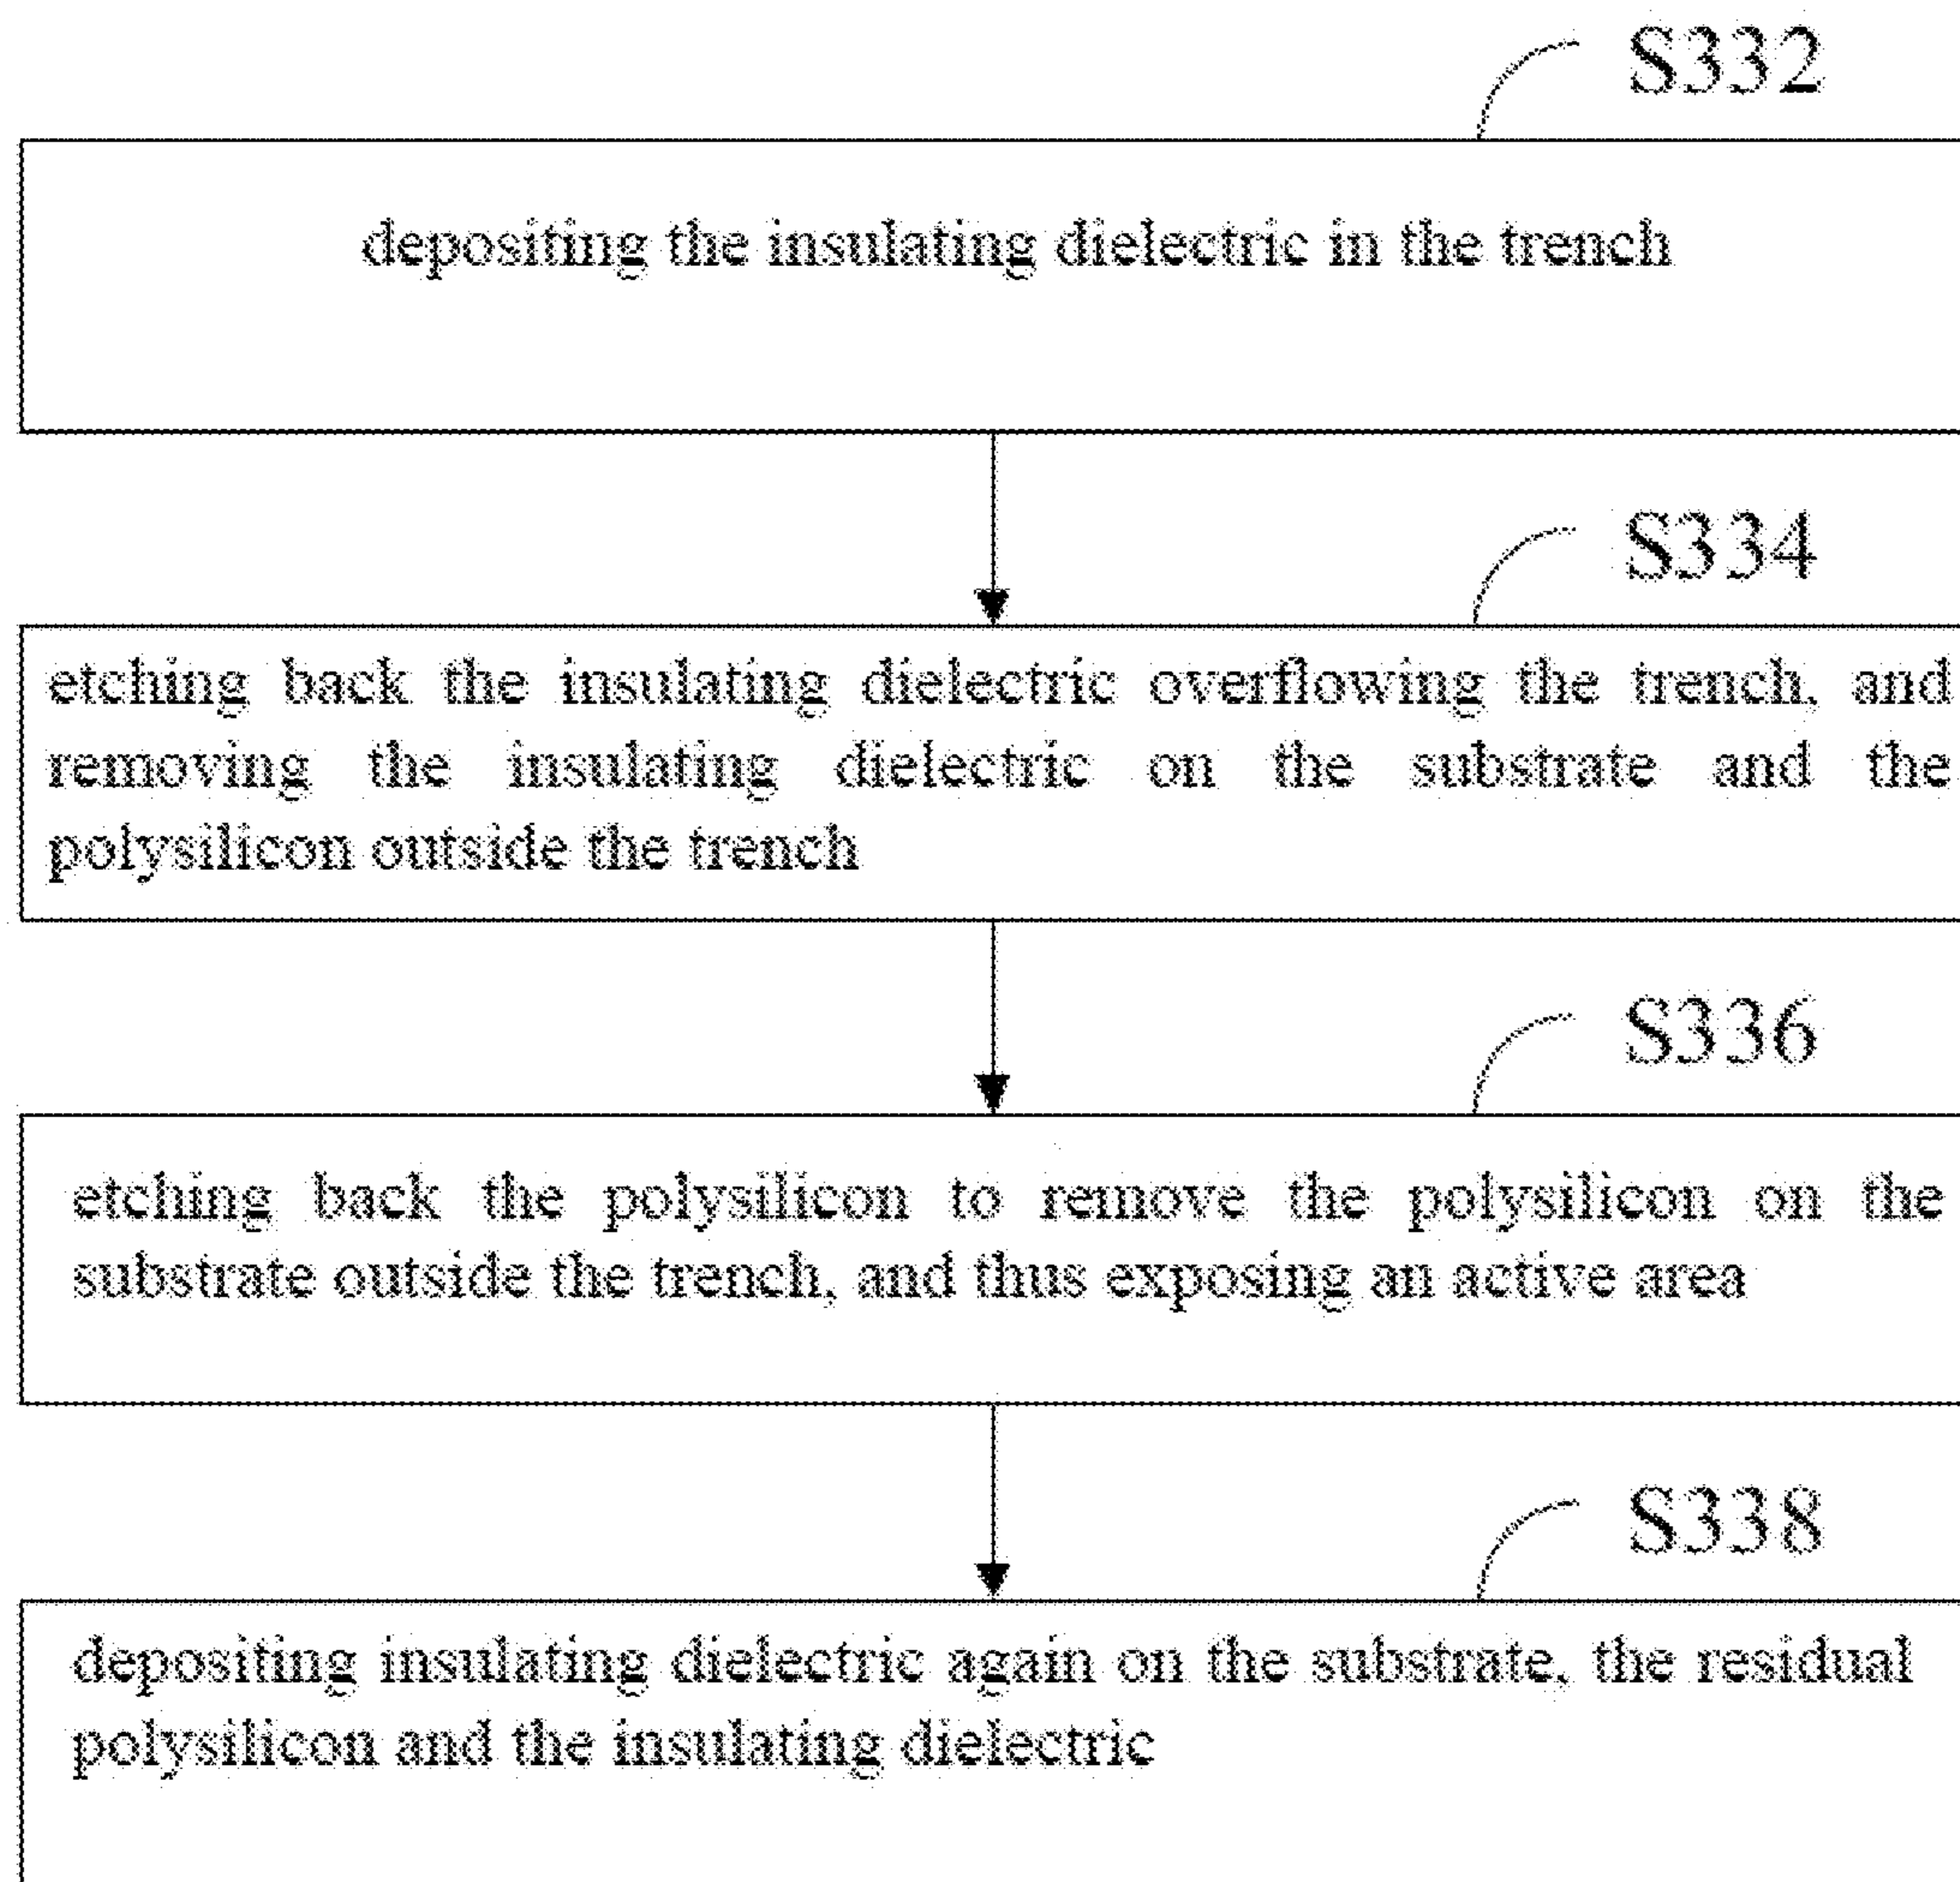 S332
depositing the insulating dielectric in the trench
S334
etching back the insulating dielectric overflowing the trench, and
removing the insulating dielectric on the substrate and the
polysilicon outside the trench
S336
etching back the polysilicon to remove the polysilicon on the
substrate outside the trench, and thus exposing an active area
S338
depositing insulating dielectric again on the substrate, the residual
polysilicon and the insulating dielectric